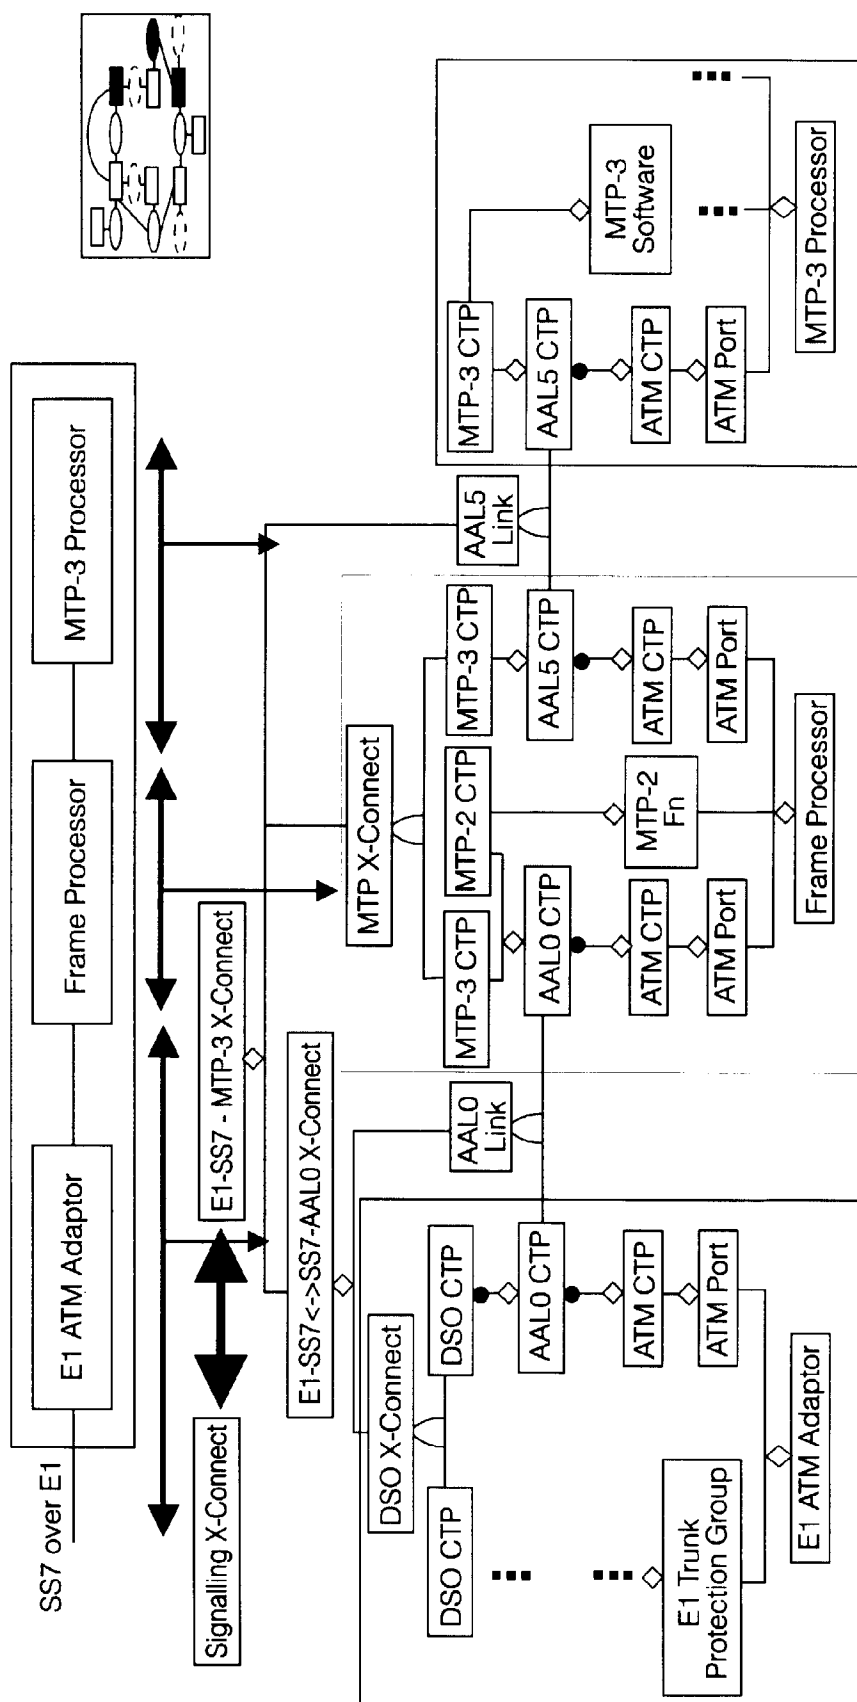 SS7 over E1
E1 ATM Adaptor
Frame Processor
MTP-3 Processor
Signalling X-Connect
E1-SS7 - MTP-3 X-Connect
E1-SS7<->SS7-AAL0 X-Connect
DSO X-Connect
MTP X-Connect
DSO CTP
DSO CTP
AAL0
Link
MTP-3 CTP
MTP-2 CTP
MTP-3 CTP
AAL5
Link
MTP-3 CTP
AAL0 CTP
AAL0 CTP
AAL5 CTP
AAL5 CTP
MTP-3
Software
ATM CTP
ATM CTP
MTP-2
Fn
ATM CTP
ATM CTP
E1 Trunk
Protection Group
ATM Port
ATM Port
ATM Port
ATM Port
E1 ATM Adaptor
Frame Processor
MTP-3 Processor